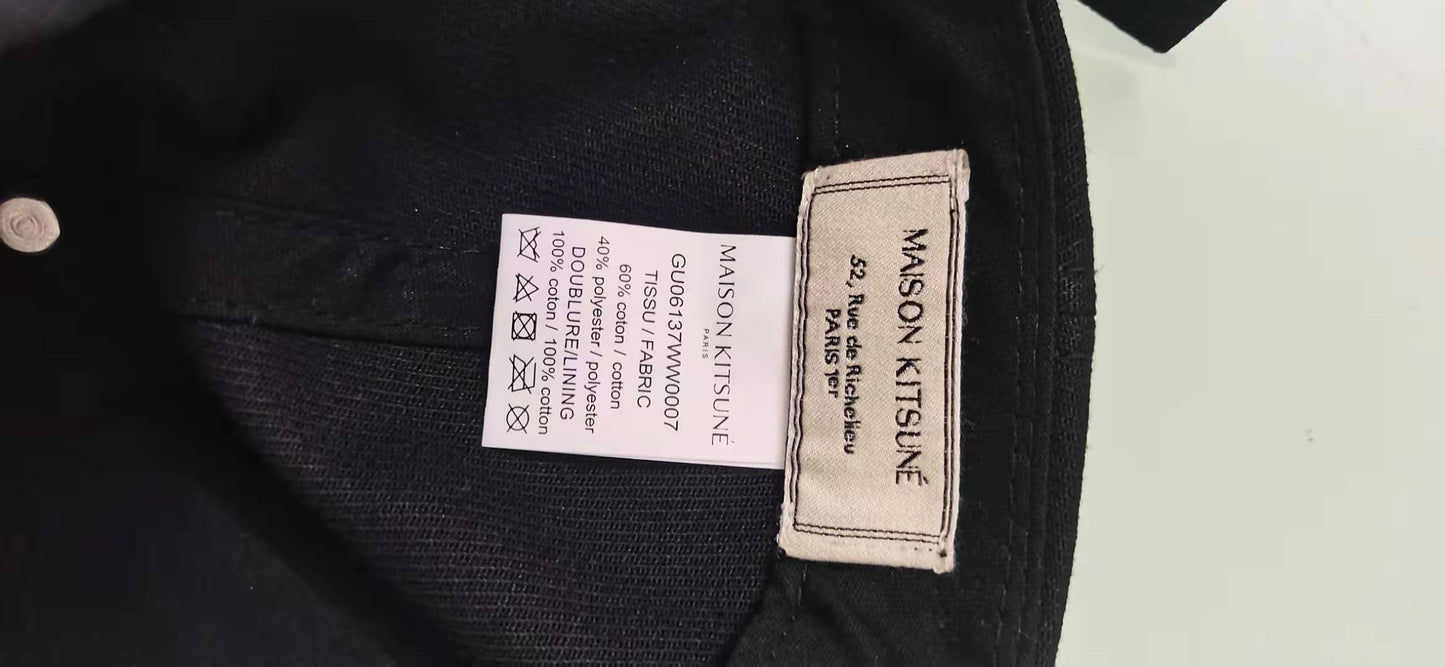 MAISON KITSUNÉ
52, Rue de Richelieu
PARIS 1er
MAISON KITSUNÉ
PARIS
GU06137WW0007
TISSU / FABRIC
60% coton / cotton
40% polyester / polyester
DOUBLURE/LINING
100% coton / 100% cotton